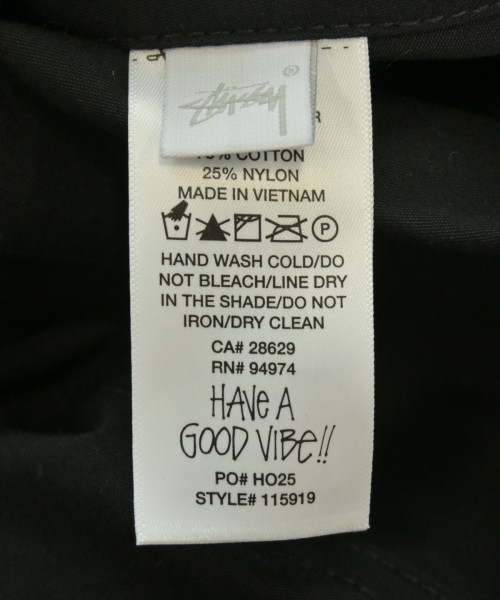 Stüssy ®
R
COTTON
25% NYLON
MADE IN VIETNAM
P
HAND WASH COLD/DO
NOT BLEACH/LINE DRY
IN THE SHADE/DO NOT
IRON/DRY CLEAN
CA# 28629
RN# 94974
HAVe A
GOOD VIBe!!
PO# HO25
STYLE# 115919